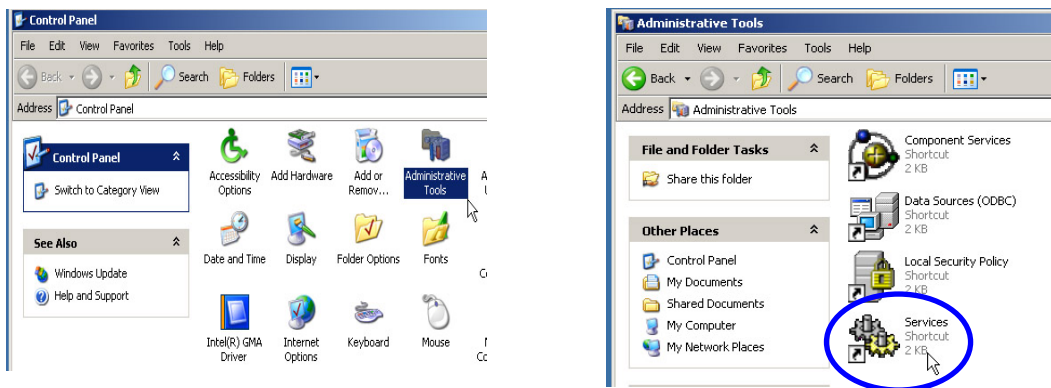 Control Panel
File Edit View Favorites Tools Help
Back Search Folders
Address Control Panel
Control Panel
Switch to Category View
See Also
Windows Update
Help and Support
Accessibility Options
Add Hardware
Add or Remov...
Administrative Tools
Date and Time
Display
Folder Options
Fonts
Intel(R) GMA Driver
Internet Options
Keyboard
Mouse
Administrative Tools
File Edit View Favorites Tools Help
Back Search Folders
Address Administrative Tools
File and Folder Tasks
Share this folder
Other Places
Control Panel
My Documents
Shared Documents
My Computer
My Network Places
Component Services
Shortcut
2 KB
Data Sources (ODBC)
Shortcut
2 KB
Local Security Policy
Shortcut
2 KB
Services
Shortcut
2 KB